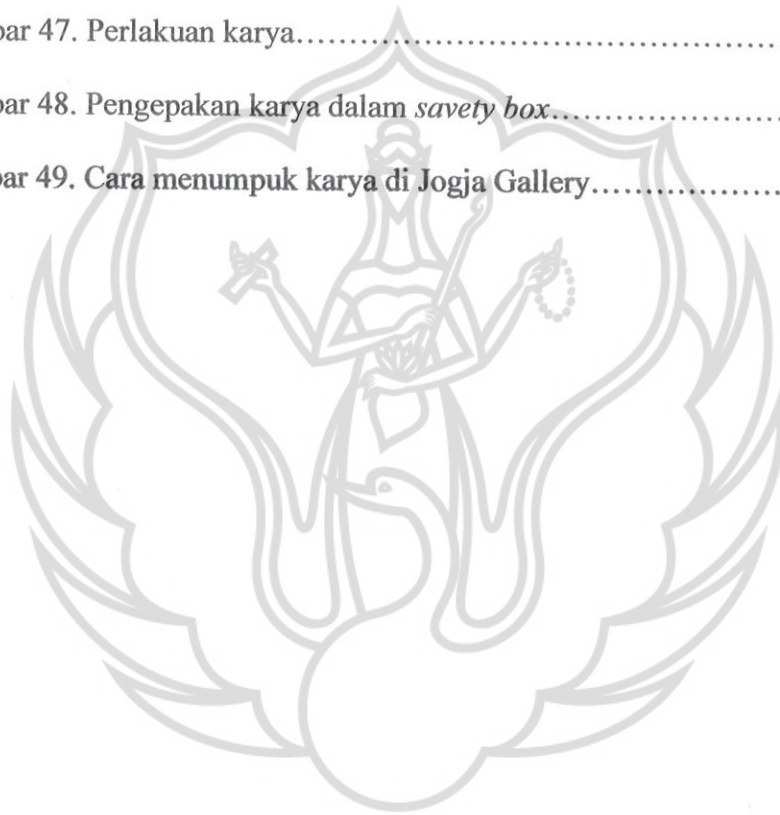 bar 47. Perlakuan karya........................................................
bar 48. Pengepakan karya dalam savety box..........................
bar 49. Cara menumpuk karya di Jogja Gallery.....................